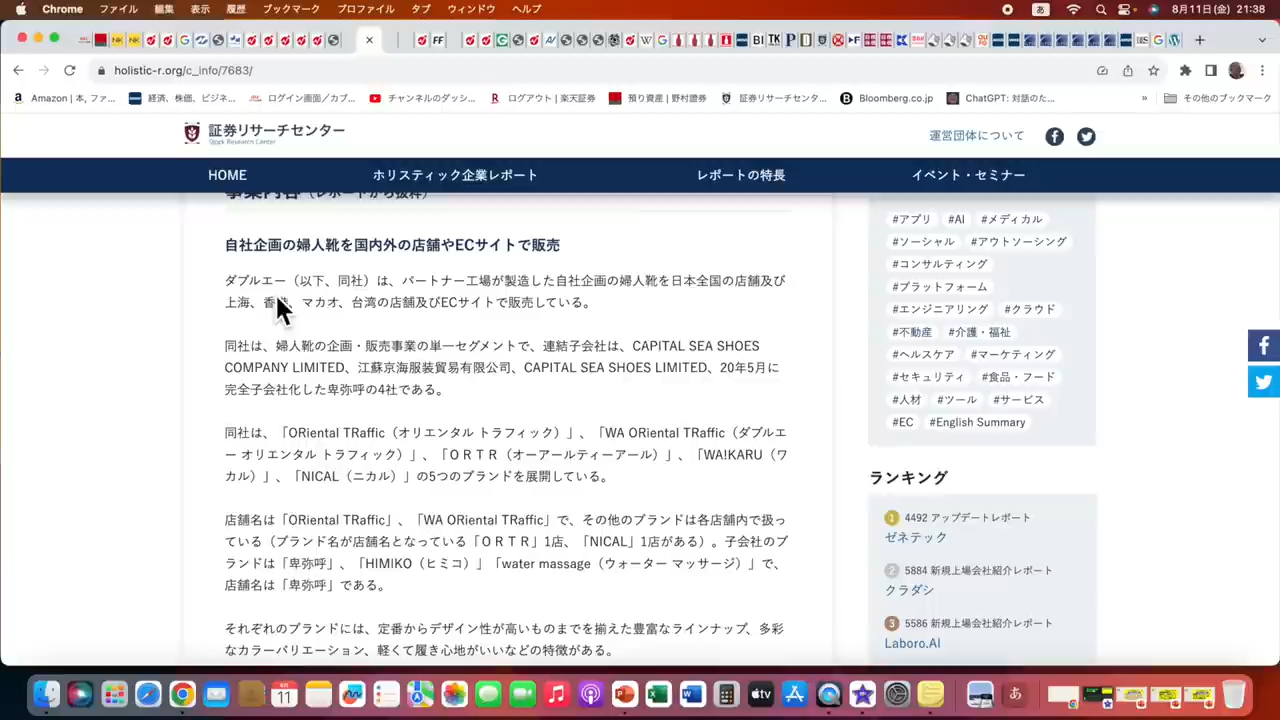 Chrome ファイル 編集 表示 履歴 ブックマーク プロファイル タブ ウィンドウ ヘルプ あ 8月11日(金) 21:38
holistic-r.org/c_info/7683/
Amazon | 本, ファ... 経済、株価、ビジネ... ログイン画面／カブ... チャンネルのダッシ... ログアウト | 楽天証券 預り資産 | 野村證券 証券リサーチセンタ... Bloomberg.co.jp ChatGPT: 対話のた... » その他のブックマーク
証券リサーチセンター
Stock Research Center
運営団体について
HOME ホリスティック企業レポート レポートの特長 イベント・セミナー
事業内容（レポートから抜粋）
自社企画の婦人靴を国内外の店舗やECサイトで販売
ダブルエー（以下、同社）は、パートナー工場が製造した自社企画の婦人靴を日本全国の店舗及び
上海、香港、マカオ、台湾の店舗及びECサイトで販売している。
同社は、婦人靴の企画・販売事業の単一セグメントで、連結子会社は、CAPITAL SEA SHOES
COMPANY LIMITED、江蘇京海服装貿易有限公司、CAPITAL SEA SHOES LIMITED、20年5月に
完全子会社化した卑弥呼の4社である。
同社は、「ORiental TRaffic（オリエンタル トラフィック）」、「WA ORiental TRaffic（ダブルエ
ー オリエンタル トラフィック）」、「ＯＲＴＲ（オーアールティーアール）」、「WA!KARU（ワ
カル）」、「NICAL（ニカル）」の5つのブランドを展開している。
店舗名は「ORiental TRaffic」、「WA ORiental TRaffic」で、その他のブランドは各店舗内で扱っ
ている（ブランド名が店舗名となっている「ＯＲＴＲ」1店、「NICAL」1店がある）。子会社のブ
ランドは「卑弥呼」、「HIMIKO（ヒミコ）」「water massage（ウォーター マッサージ）」で、
店舗名は「卑弥呼」である。
それぞれのブランドには、定番からデザイン性が高いものまでを揃えた豊富なラインナップ、多彩
なカラーバリエーション、軽くて履き心地がいいなどの特徴がある。
#アプリ #AI #メディカル
#ソーシャル #アウトソーシング
#コンサルティング
#プラットフォーム
#エンジニアリング #クラウド
#不動産 #介護・福祉
#ヘルスケア #マーケティング
#セキュリティ #食品・フード
#人材 #ツール #サービス
#EC #English Summary
ランキング
1 4492 アップデートレポート
ゼネテック
2 5884 新規上場会社紹介レポート
クラダシ
3 5586 新規上場会社紹介レポート
Laboro.AI